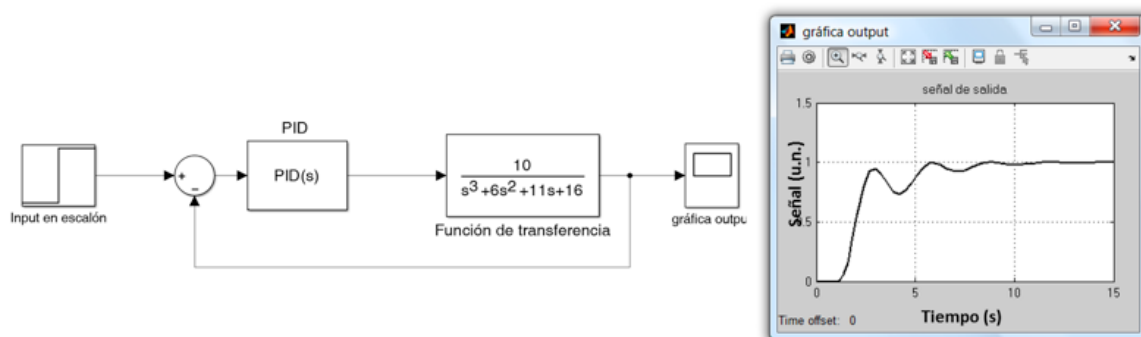 Input en escalón
+
−
PID
PID(s)
10
s³+6s²+11s+16
Función de transferencia
gráfica outpu
gráfica output
señal de salida
Señal (u.n.)
1.5
1
0.5
0
0 5 10 15
Time offset: 0
Tiempo (s)